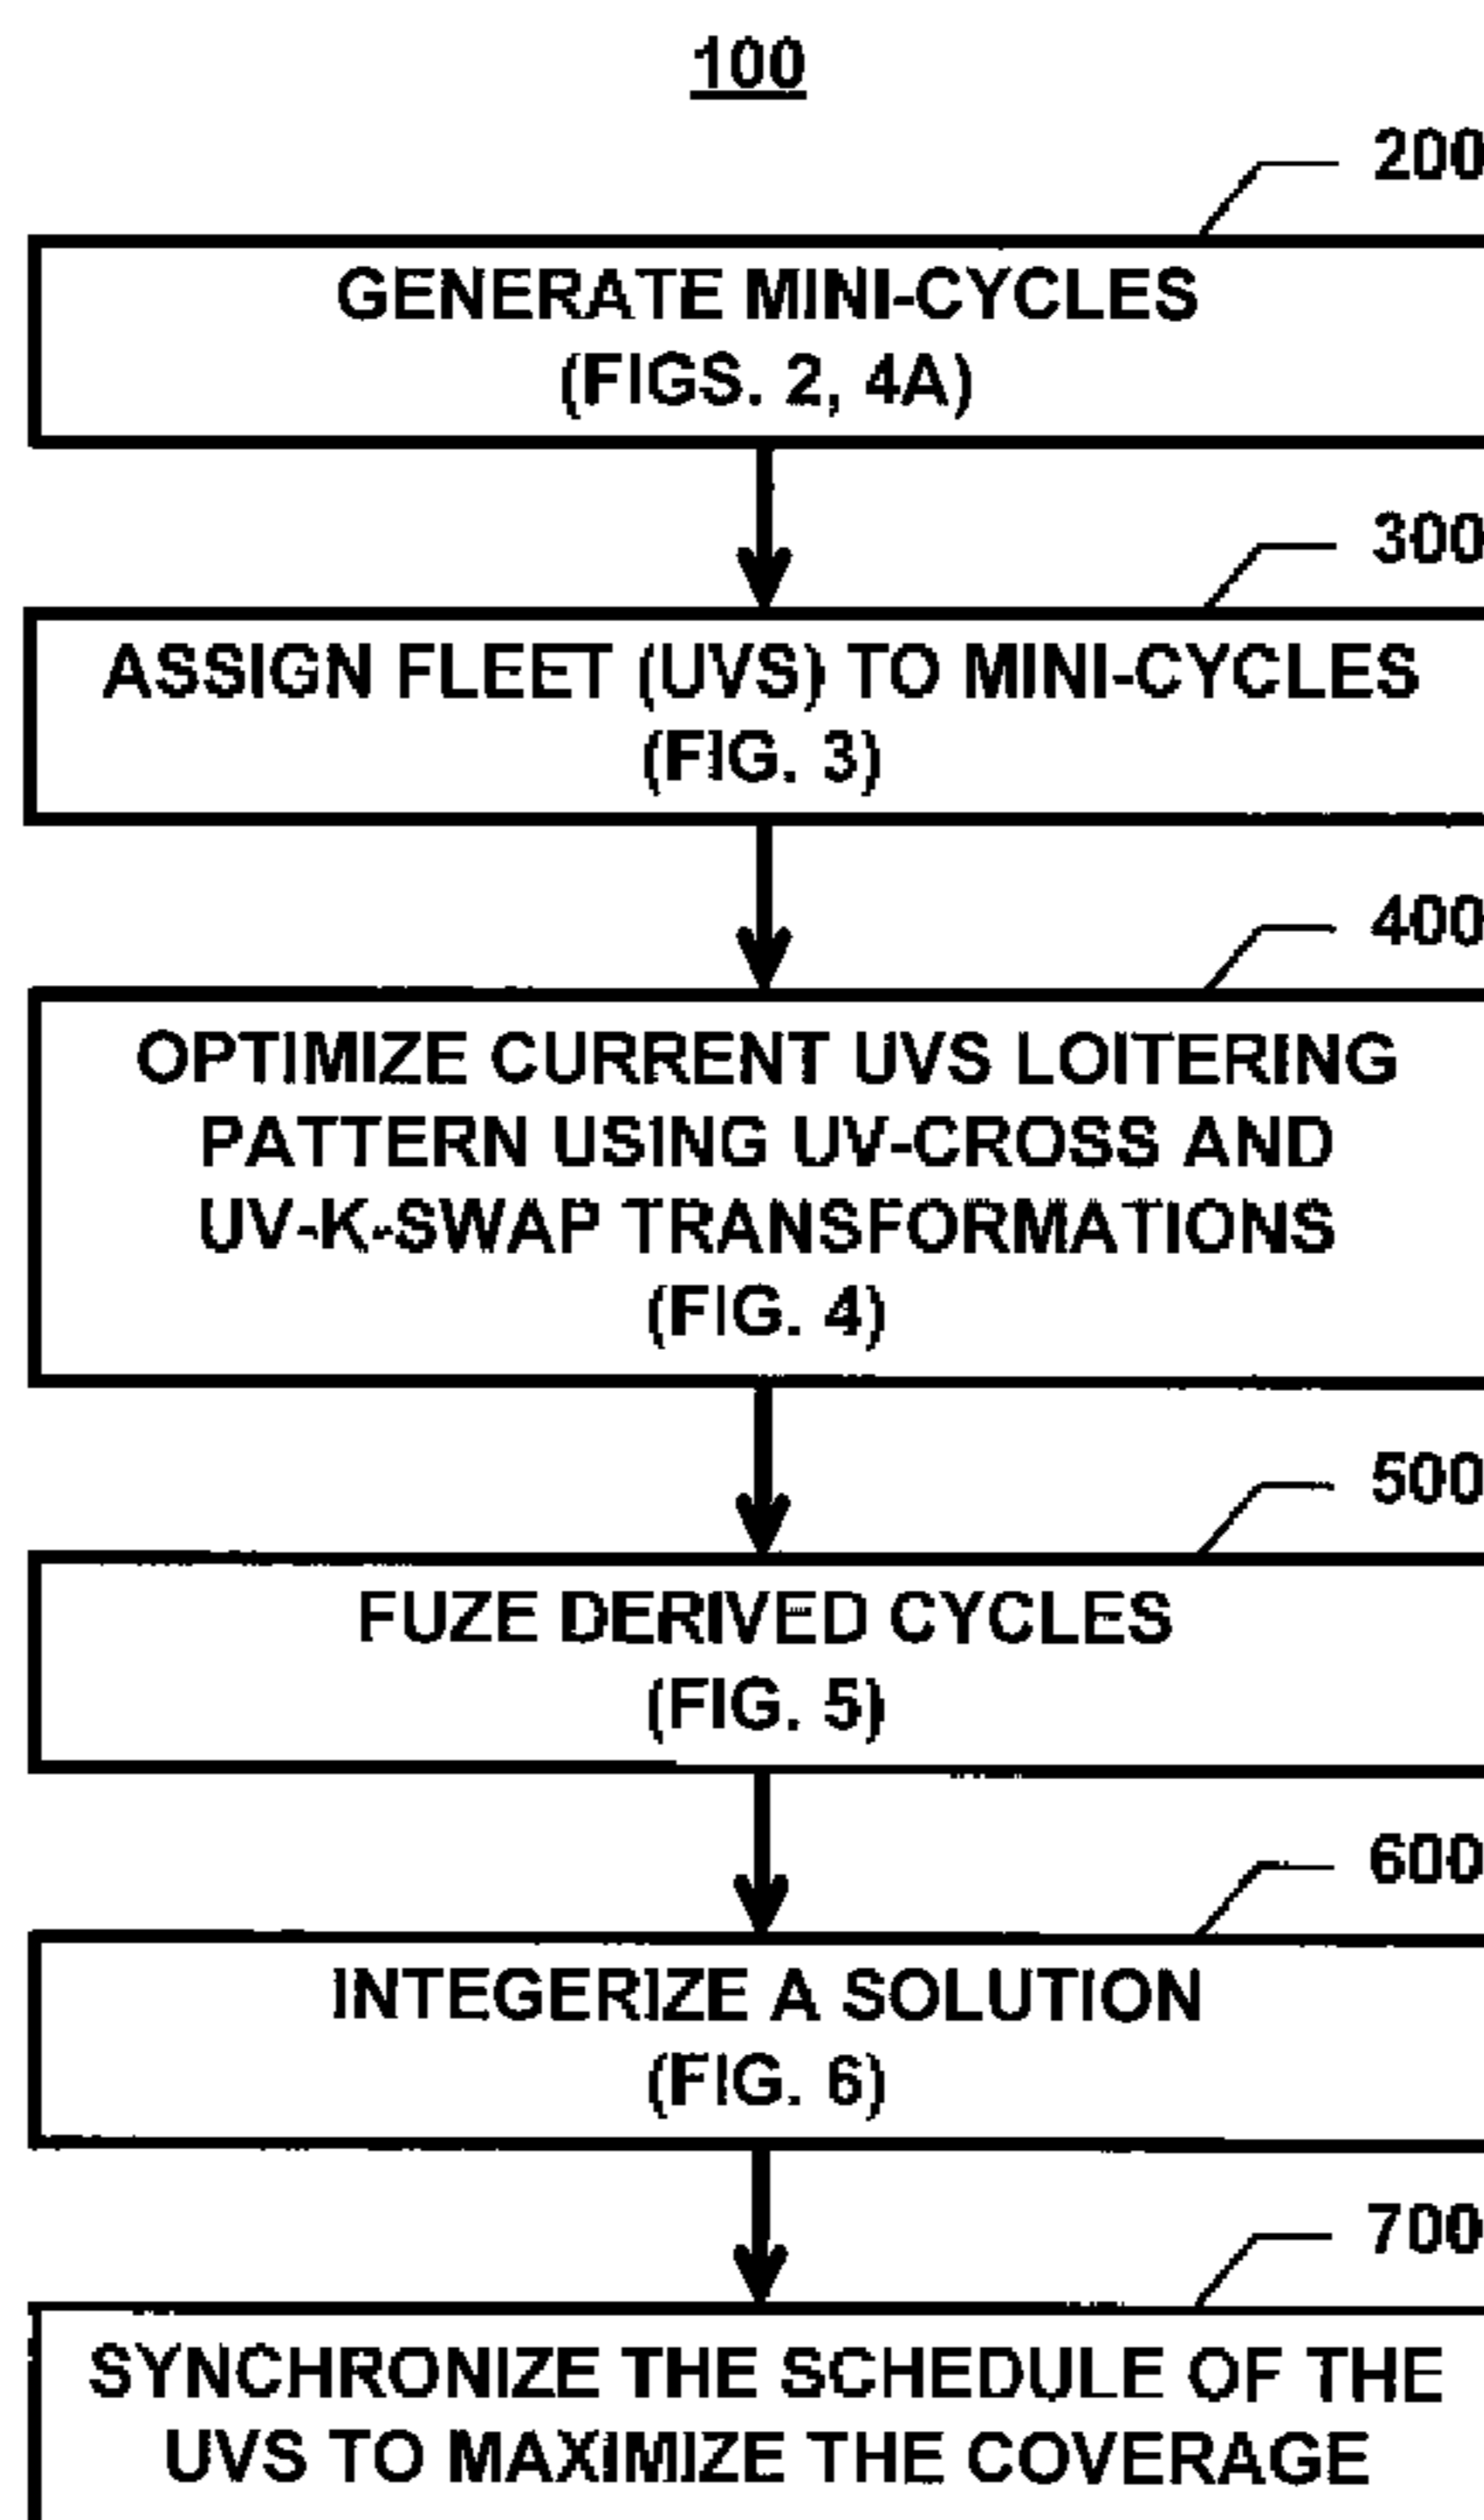 100
200
GENERATE MINI-CYCLES
(FIGS. 2, 4A)
300
ASSIGN FLEET (UVS) TO MINI-CYCLES
(FIG. 3)
400
OPTIMIZE CURRENT UVS LOITERING
PATTERN USING UV-CROSS AND
UV-K-SWAP TRANSFORMATIONS
(FIG. 4)
500
FUZE DERIVED CYCLES
(FIG. 5)
600
INTEGERIZE A SOLUTION
(FIG. 6)
700
SYNCHRONIZE THE SCHEDULE OF THE
UVS TO MAXIMIZE THE COVERAGE